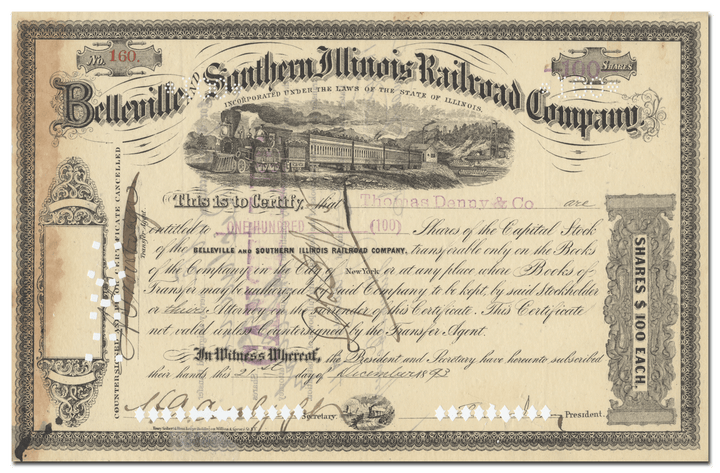 No. 160.
100 SHARES
Belleville AND Southern Illinois Railroad Company.
INCORPORATED UNDER THE LAWS OF THE STATE OF ILLINOIS.
This is to Certify, that Thomas Denny & Co. are
entitled to ONE HUNDRED (100) Shares of the Capital Stock
of the BELLEVILLE AND SOUTHERN ILLINOIS RAILROAD COMPANY, transferable only on the Books
of the Company in the City of New York or at any place where Books of
Transfer may be authorized by said Company to be kept, by said Stockholder
or their Attorney on the surrender of this Certificate. This Certificate
not valid unless Countersigned by the Transfer Agent.
In Witness Whereof, the President and Secretary have hereunto subscribed
their hands this 21st day of December 1893
Secretary.
President.
COUNTERSIGNED AND PRIOR CERTIFICATE CANCELLED
Transfer Agent
SHARES $100 EACH.